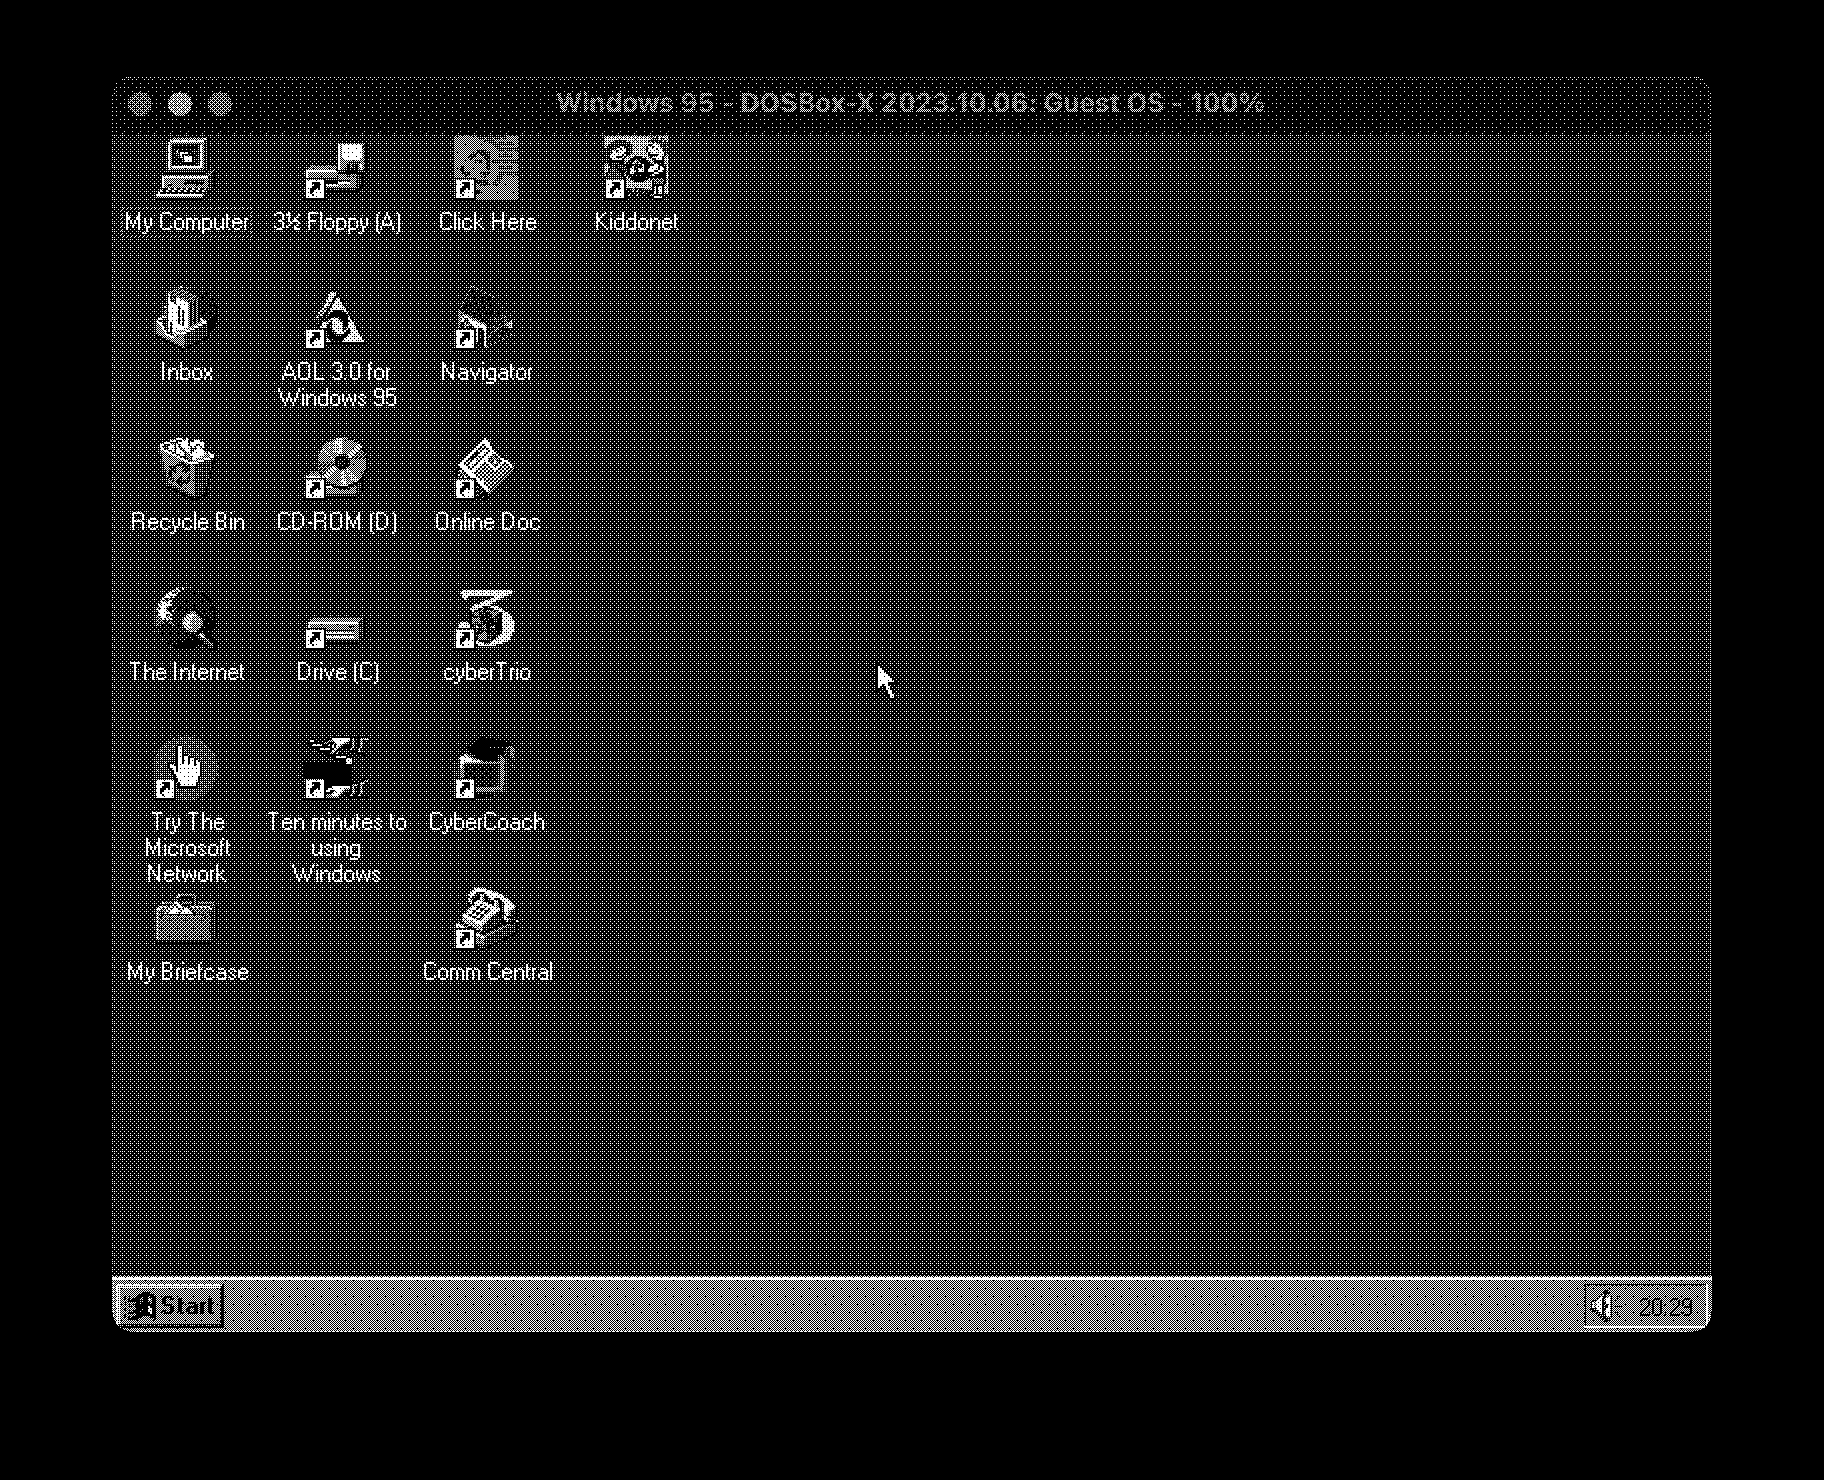 Windows 95 - DOSBox-X 2023.10.06: Guest OS - 100%
My Computer
3½ Floppy (A)
Click Here
Kiddonet
Inbox
AOL 3.0 for
Windows 95
Navigator
Recycle Bin
CD-ROM (D)
Online Doc
The Internet
Drive (C)
cyberTrio
Try The
Microsoft
Network
Ten minutes to
using
Windows
CyberCoach
My Briefcase
Comm Central
Start
20:29